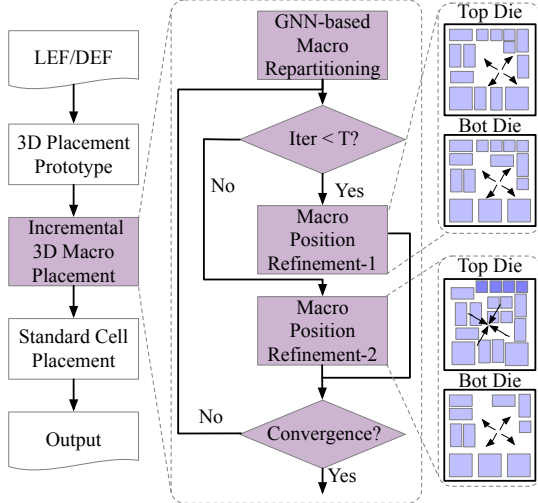 LEF/DEF
3D Placement
Prototype
Incremental
3D Macro
Placement
Standard Cell
Placement
Output
GNN-based
Macro
Repartitioning
Iter < T?
No
Yes
Macro
Position
Refinement-1
Macro
Position
Refinement-2
No
Convergence?
Yes
Top Die
Bot Die
Top Die
Bot Die